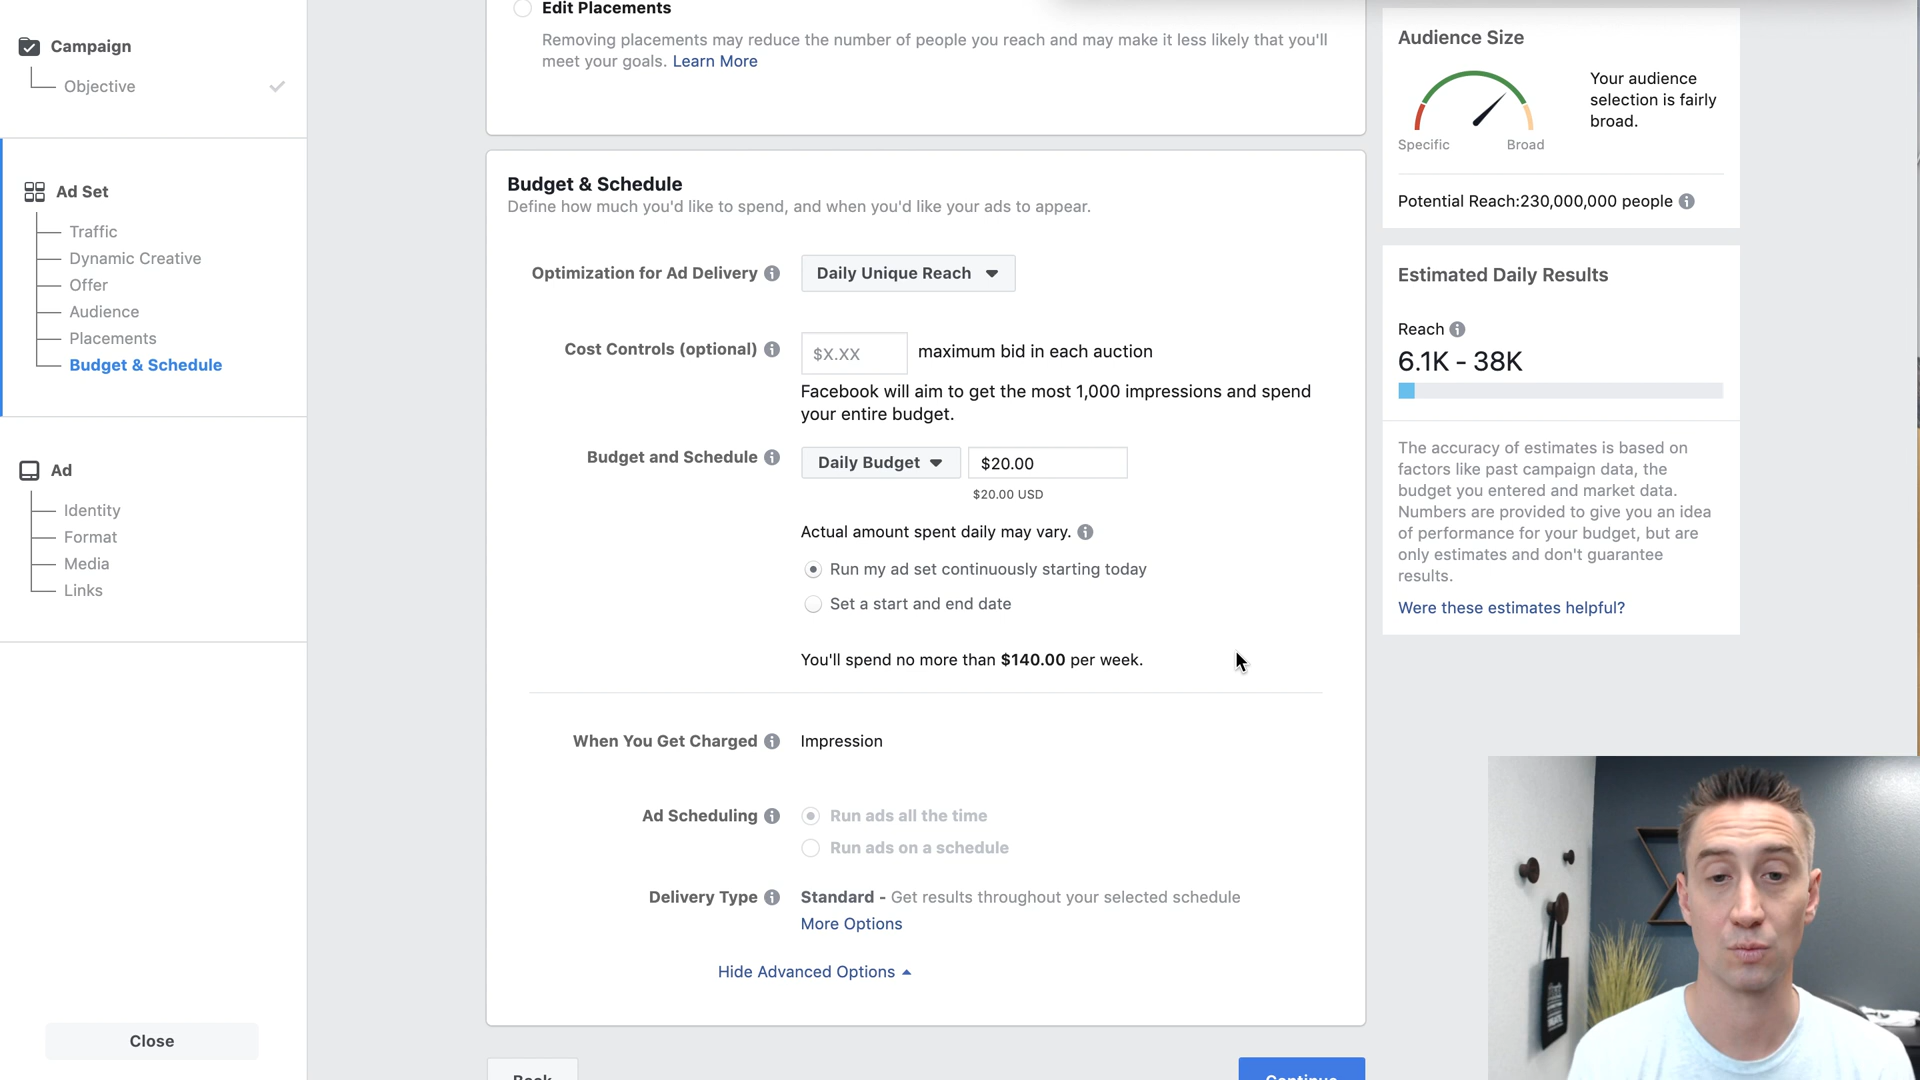 Campaign
Objective
Ad Set
Traffic
Dynamic Creative
Offer
Audience
Placements
Budget & Schedule
Ad
Identity
Format
Media
Links
Close
Edit Placements
Removing placements may reduce the number of people you reach and may make it less likely that you'll
meet your goals. Learn More
Budget & Schedule
Define how much you'd like to spend, and when you'd like your ads to appear.
Optimization for Ad Delivery
Daily Unique Reach
Cost Controls (optional)
$X.XX maximum bid in each auction
Facebook will aim to get the most 1,000 impressions and spend
your entire budget.
Budget and Schedule
Daily Budget
$20.00
$20.00 USD
Actual amount spent daily may vary.
Run my ad set continuously starting today
Set a start and end date
You'll spend no more than $140.00 per week.
When You Get Charged
Impression
Ad Scheduling
Run ads all the time
Run ads on a schedule
Delivery Type
Standard - Get results throughout your selected schedule
More Options
Hide Advanced Options
Back
Continue
Audience Size
Your audience
selection is fairly
broad.
Specific
Broad
Potential Reach:230,000,000 people
Estimated Daily Results
Reach
6.1K - 38K
The accuracy of estimates is based on
factors like past campaign data, the
budget you entered and market data.
Numbers are provided to give you an idea
of performance for your budget, but are
only estimates and don't guarantee
results.
Were these estimates helpful?